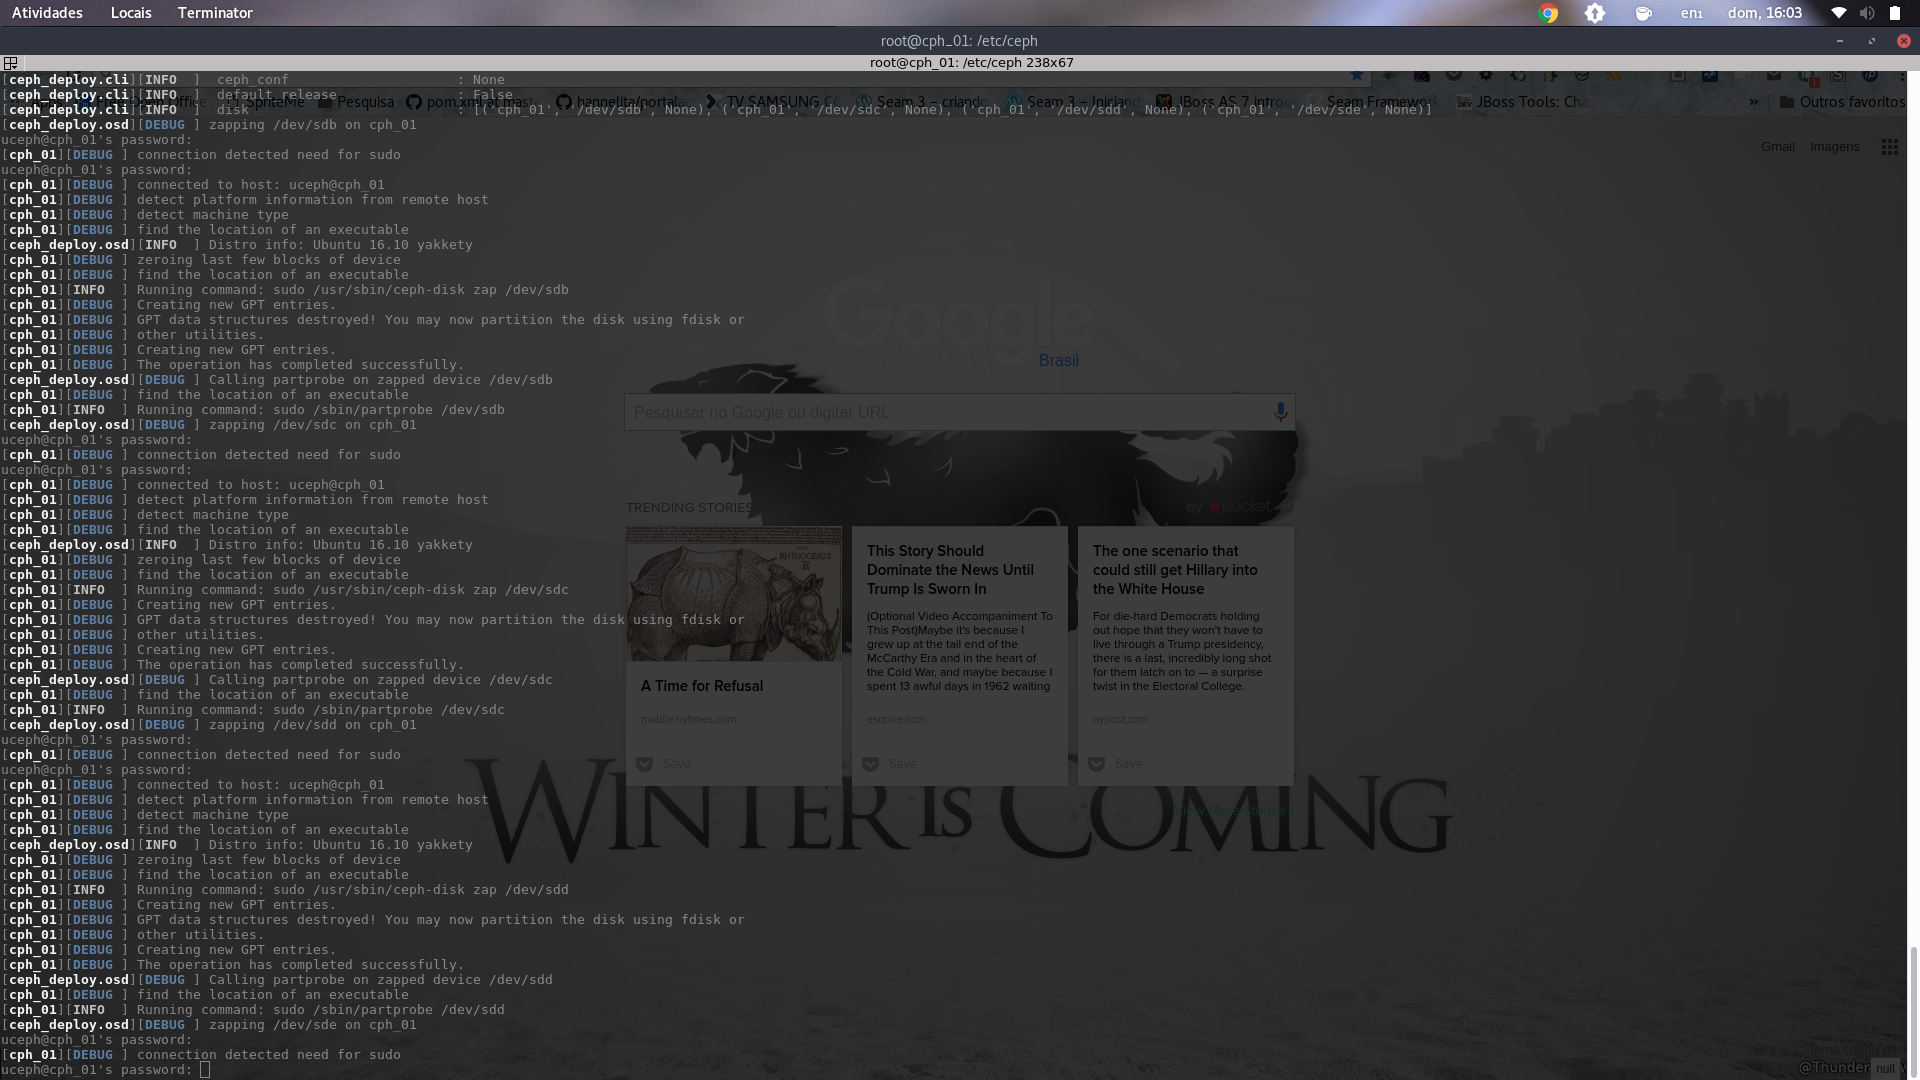 Atividades Locais Terminator en₁ dom, 16:03
root@cph_01: /etc/ceph
root@cph_01: /etc/ceph 238x67
[ceph_deploy.cli][INFO  ]  ceph_conf                     : None
[ceph_deploy.cli][INFO  ]  default_release               : False
[ceph_deploy.cli][INFO  ]  disk                          : [('cph_01', '/dev/sdb', None), ('cph_01', '/dev/sdc', None), ('cph_01', '/dev/sdd', None), ('cph_01', '/dev/sde', None)]
SpriteMe Pesquisa pom.xml at mast hannelita/portala TV SAMSUNG Seam 3 – criando Seam 3 – Iniciand JBoss AS 7 introd Seam Framework JBoss Tools: Cha » Outros favoritos
[ceph_deploy.osd][DEBUG ] zapping /dev/sdb on cph_01
uceph@cph_01's password:
[cph_01][DEBUG ] connection detected need for sudo
uceph@cph_01's password:
[cph_01][DEBUG ] connected to host: uceph@cph_01
[cph_01][DEBUG ] detect platform information from remote host
[cph_01][DEBUG ] detect machine type
[cph_01][DEBUG ] find the location of an executable
[ceph_deploy.osd][INFO  ] Distro info: Ubuntu 16.10 yakkety
[cph_01][DEBUG ] zeroing last few blocks of device
[cph_01][DEBUG ] find the location of an executable
[cph_01][INFO  ] Running command: sudo /usr/sbin/ceph-disk zap /dev/sdb
[cph_01][DEBUG ] Creating new GPT entries.
[cph_01][DEBUG ] GPT data structures destroyed! You may now partition the disk using fdisk or
[cph_01][DEBUG ] other utilities.
[cph_01][DEBUG ] Creating new GPT entries.
[cph_01][DEBUG ] The operation has completed successfully.
[ceph_deploy.osd][DEBUG ] Calling partprobe on zapped device /dev/sdb
[cph_01][DEBUG ] find the location of an executable
[cph_01][INFO  ] Running command: sudo /sbin/partprobe /dev/sdb
[ceph_deploy.osd][DEBUG ] zapping /dev/sdc on cph_01
uceph@cph_01's password:
[cph_01][DEBUG ] connection detected need for sudo
uceph@cph_01's password:
[cph_01][DEBUG ] connected to host: uceph@cph_01
[cph_01][DEBUG ] detect platform information from remote host
[cph_01][DEBUG ] detect machine type
[cph_01][DEBUG ] find the location of an executable
[ceph_deploy.osd][INFO  ] Distro info: Ubuntu 16.10 yakkety
[cph_01][DEBUG ] zeroing last few blocks of device
[cph_01][DEBUG ] find the location of an executable
[cph_01][INFO  ] Running command: sudo /usr/sbin/ceph-disk zap /dev/sdc
[cph_01][DEBUG ] Creating new GPT entries.
[cph_01][DEBUG ] GPT data structures destroyed! You may now partition the disk using fdisk or
[cph_01][DEBUG ] other utilities.
[cph_01][DEBUG ] Creating new GPT entries.
[cph_01][DEBUG ] The operation has completed successfully.
[ceph_deploy.osd][DEBUG ] Calling partprobe on zapped device /dev/sdc
[cph_01][DEBUG ] find the location of an executable
[cph_01][INFO  ] Running command: sudo /sbin/partprobe /dev/sdc
[ceph_deploy.osd][DEBUG ] zapping /dev/sdd on cph_01
uceph@cph_01's password:
[cph_01][DEBUG ] connection detected need for sudo
uceph@cph_01's password:
[cph_01][DEBUG ] connected to host: uceph@cph_01
[cph_01][DEBUG ] detect platform information from remote host
[cph_01][DEBUG ] detect machine type
[cph_01][DEBUG ] find the location of an executable
[ceph_deploy.osd][INFO  ] Distro info: Ubuntu 16.10 yakkety
[cph_01][DEBUG ] zeroing last few blocks of device
[cph_01][DEBUG ] find the location of an executable
[cph_01][INFO  ] Running command: sudo /usr/sbin/ceph-disk zap /dev/sdd
[cph_01][DEBUG ] Creating new GPT entries.
[cph_01][DEBUG ] GPT data structures destroyed! You may now partition the disk using fdisk or
[cph_01][DEBUG ] other utilities.
[cph_01][DEBUG ] Creating new GPT entries.
[cph_01][DEBUG ] The operation has completed successfully.
[ceph_deploy.osd][DEBUG ] Calling partprobe on zapped device /dev/sdd
[cph_01][DEBUG ] find the location of an executable
[cph_01][INFO  ] Running command: sudo /sbin/partprobe /dev/sdd
[ceph_deploy.osd][DEBUG ] zapping /dev/sde on cph_01
uceph@cph_01's password:
[cph_01][DEBUG ] connection detected need for sudo
uceph@cph_01's password:
Gmail Imagens
Google
Brasil
Pesquisar no Google ou digitar URL
TRENDING STORIES by pocket
A Time for Refusal
mobile.nytimes.com
Save
This Story Should
Dominate the News Until
Trump Is Sworn In
(Optional Video Accompaniment To
This Post)Maybe it's because I
grew up at the tail end of the
McCarthy Era and in the heart of
the Cold War, and maybe because I
spent 13 awful days in 1962 waiting
esquire.com
Save
The one scenario that
could still get Hillary into
the White House
For die-hard Democrats holding
out hope that they won't have to
live through a Trump presidency,
there is a last, incredibly long shot
for them latch on to — a surprise
twist in the Electoral College.
nypost.com
Save
View More Stories
WINTER IS COMING
@Thunder null